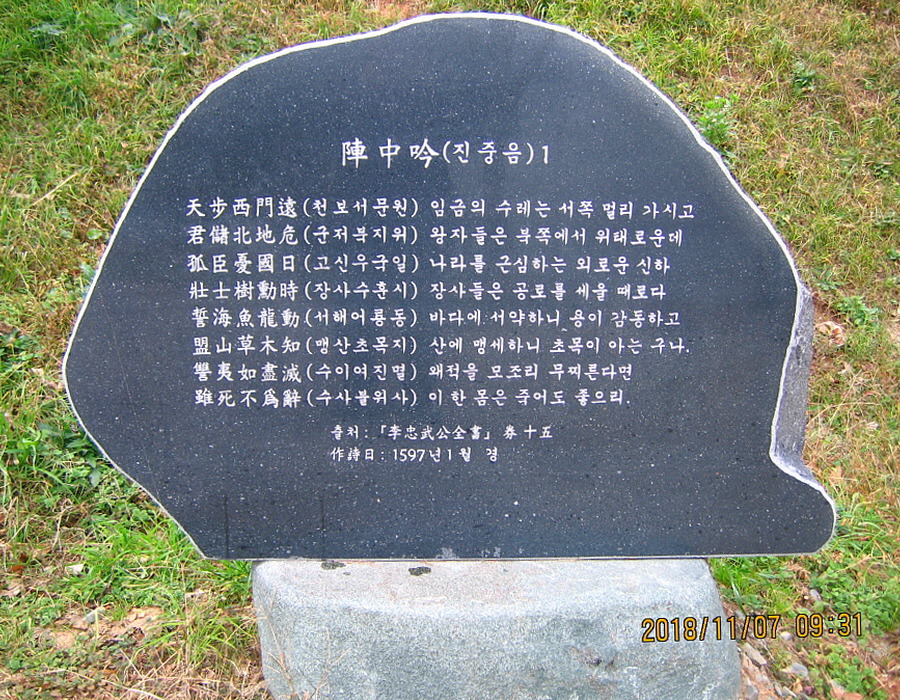 陣中吟(진중음)1
天步西門遠(천보서문원) 임금의 수레는 서쪽 멀리 가시고
君儲北地危(군저북지위) 왕자들은 북쪽에서 위태로운데
孤臣憂國日(고신우국일) 나라를 근심하는 외로운 신하
壯士樹勳時(장사수훈시) 장사들은 공로를 세울 때로다
誓海魚龍動(서해어룡동) 바다에 서약하니 용이 감동하고
盟山草木知(맹산초목지) 산에 맹세하니 초목이 아는 구나.
讐夷如盡滅(수이여진멸) 왜적을 모조리 무찌른다면
雖死不爲辭(수사불위사) 이 한 몸은 죽어도 좋으리.
출처:「李忠武公全書」 券 十五
作詩日: 1597년 1월 경
2018/11/07 09:31